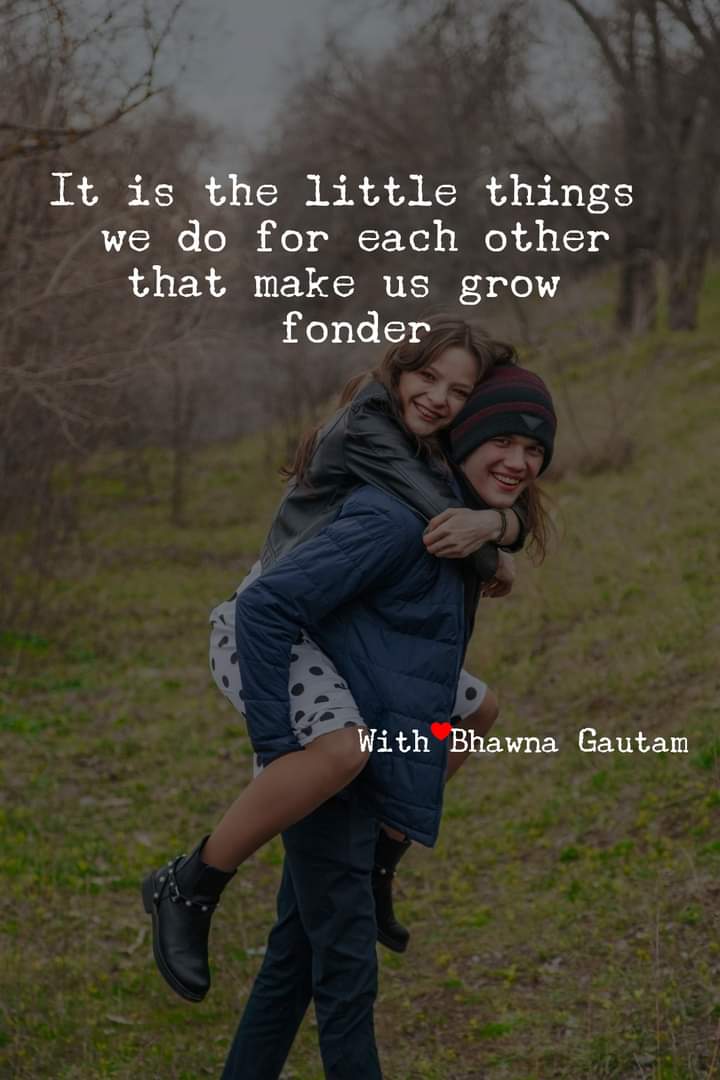 It is the little things
we do for each other
that make us grow
fonder
With❤Bhawna Gautam